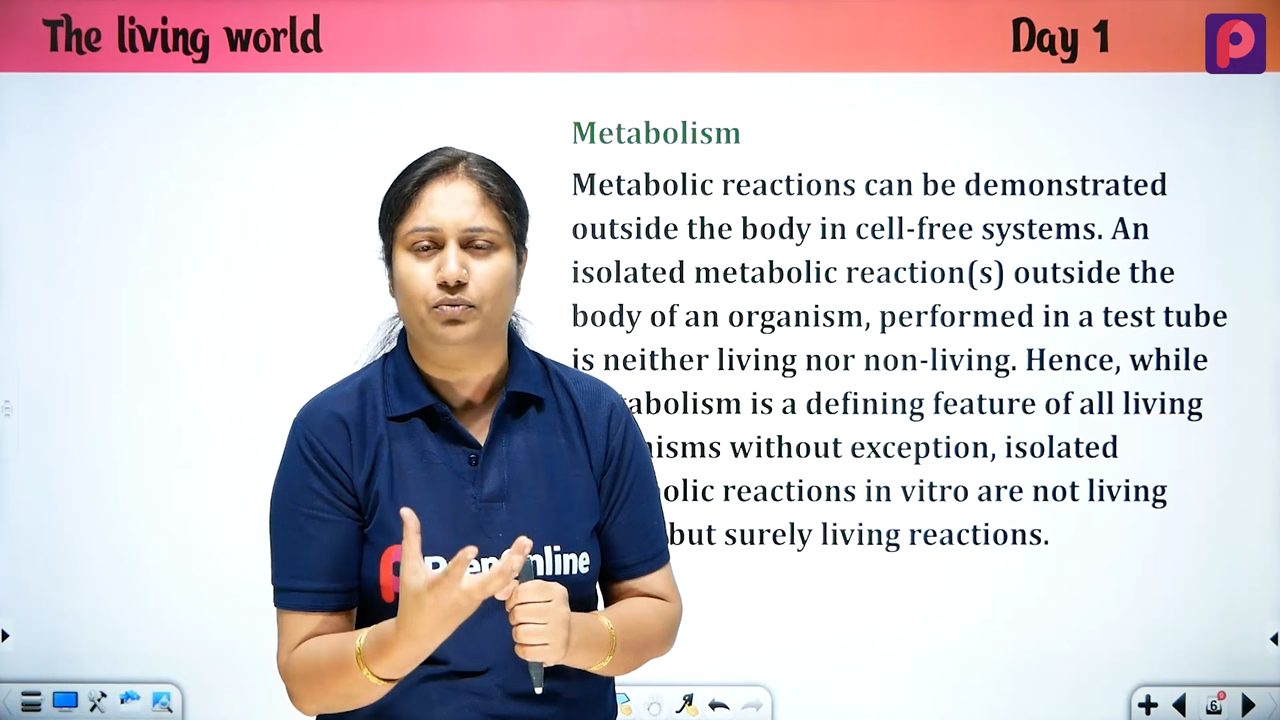 The living world
Day 1
Metabolism
Metabolic reactions can be demonstrated
outside the body in cell-free systems. An
isolated metabolic reaction(s) outside the
body of an organism, performed in a test tube
is neither living nor non-living. Hence, while
is a defining feature of all living
without exception, isolated
reactions in vitro are not living
but surely living reactions.
6